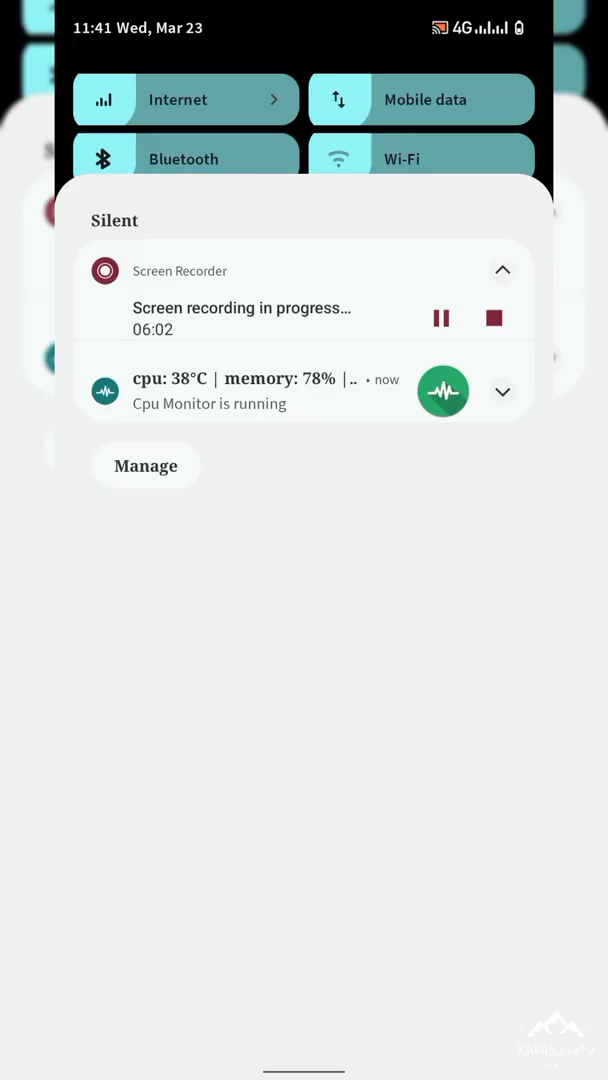 11:41 Wed, Mar 23
4G
Internet
Mobile data
Bluetooth
Wi-Fi
Silent
Screen Recorder
Screen recording in progress...
06:02
cpu: 38°C | memory: 78% |.. • now
Cpu Monitor is running
Manage